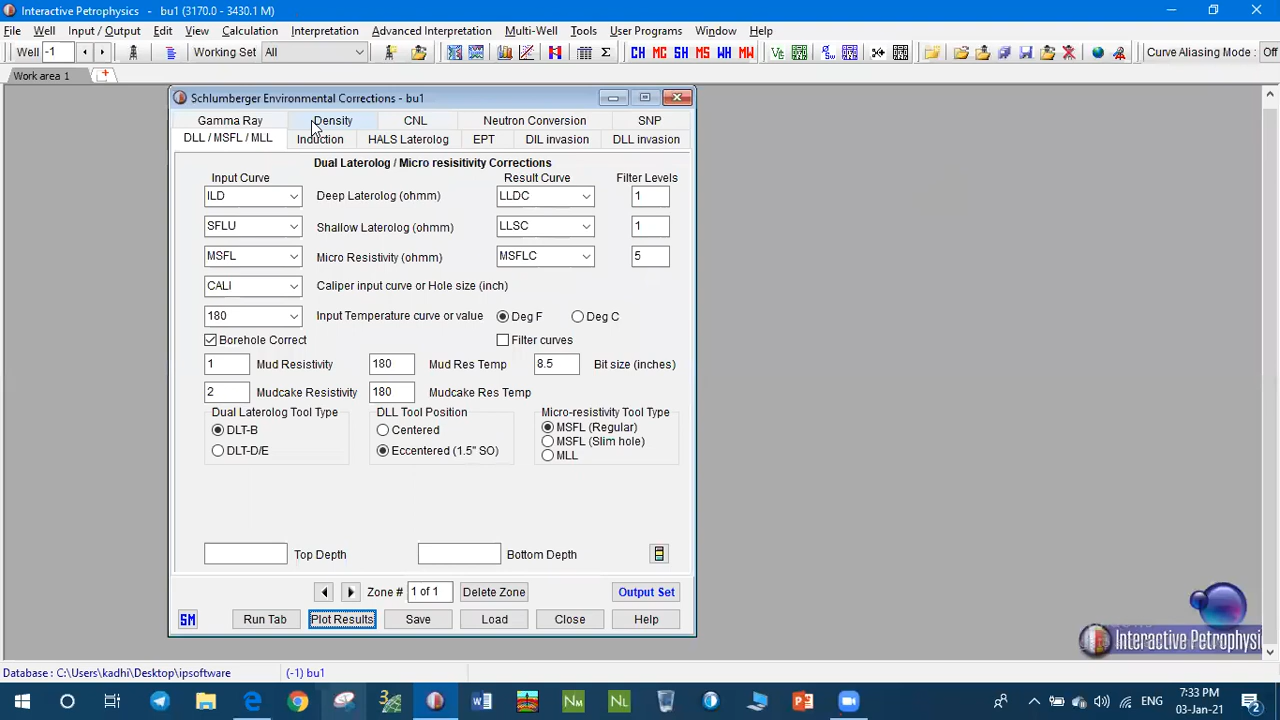 Interactive Petrophysics - bu1 (3170.0 - 3430.1 M)
File Well Input / Output Edit View Calculation Interpretation Advanced Interpretation Multi-Well Tools User Programs Window Help
Well -1 Working Set All CH MC SH MS WH MW Curve Aliasing Mode : Off
Work area 1
Schlumberger Environmental Corrections - bu1
Gamma Ray Density CNL Neutron Conversion SNP
DLL / MSFL / MLL Induction HALS Laterolog EPT DIL invasion DLL invasion
Dual Laterolog / Micro resisitivity Corrections
Input Curve Result Curve Filter Levels
ILD Deep Laterolog (ohmm) LLDC 1
SFLU Shallow Laterolog (ohmm) LLSC 1
MSFL Micro Resistivity (ohmm) MSFLC 5
CALI Caliper input curve or Hole size (inch)
180 Input Temperature curve or value Deg F Deg C
Borehole Correct Filter curves
1 Mud Resistivity 180 Mud Res Temp 8.5 Bit size (inches)
2 Mudcake Resistivity 180 Mudcake Res Temp
Dual Laterolog Tool Type DLL Tool Position Micro-resistivity Tool Type
DLT-B Centered MSFL (Regular)
MSFL (Slim hole)
DLT-D/E Eccentered (1.5" SO) MLL
Top Depth Bottom Depth
Zone # 1 of 1 Delete Zone Output Set
SM Run Tab Plot Results Save Load Close Help
Interactive Petrophysic
Database : C:\Users\kadhi\Desktop\ipsoftware (-1) bu1
ENG 7:33 PM
03-Jan-21
2